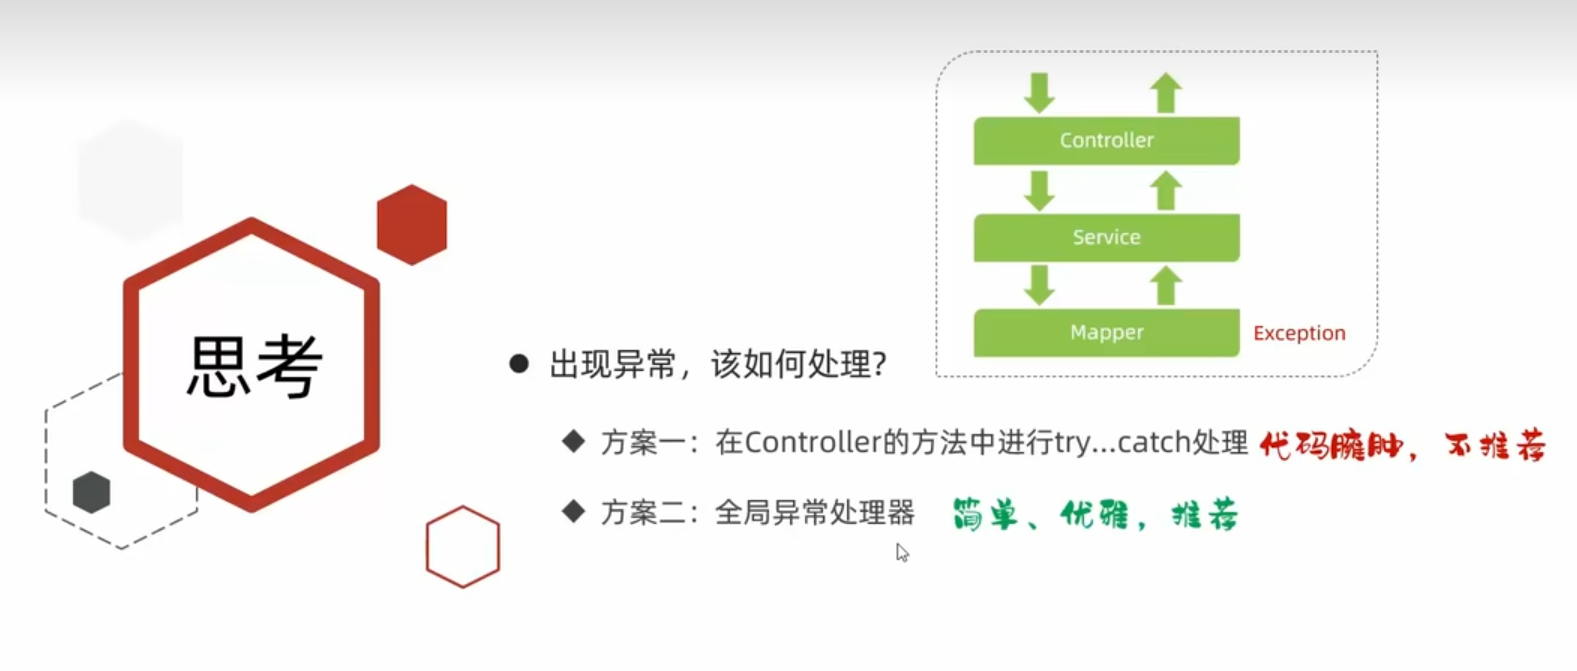 Controller
Service
Mapper
Exception
思考
出现异常，该如何处理?
方案一：在Controller的方法中进行try...catch处理 代码臃肿，不推荐
方案二：全局异常处理器 简单、优雅，推荐